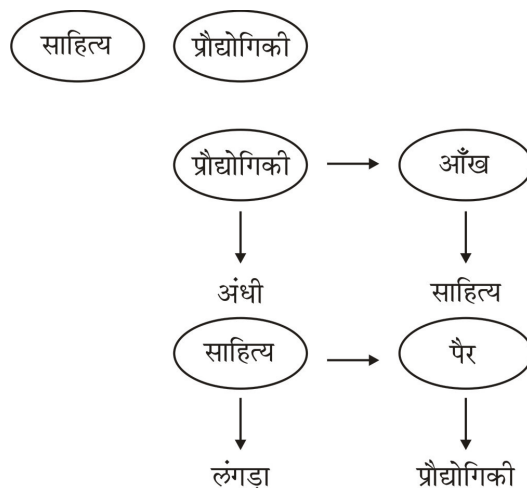 साहित्य प्रौद्योगिकी
प्रौद्योगिकी आँख
अंधी साहित्य
साहित्य पैर
लंगड़ा प्रौद्योगिकी